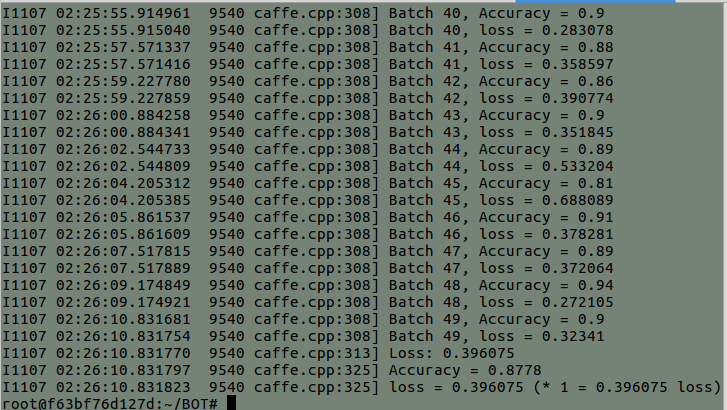 I1107 02:25:55.914961  9540 caffe.cpp:308] Batch 40, Accuracy = 0.9
I1107 02:25:55.915040  9540 caffe.cpp:308] Batch 40, loss = 0.283078
I1107 02:25:57.571337  9540 caffe.cpp:308] Batch 41, Accuracy = 0.88
I1107 02:25:57.571416  9540 caffe.cpp:308] Batch 41, loss = 0.358597
I1107 02:25:59.227780  9540 caffe.cpp:308] Batch 42, Accuracy = 0.86
I1107 02:25:59.227859  9540 caffe.cpp:308] Batch 42, loss = 0.390774
I1107 02:26:00.884258  9540 caffe.cpp:308] Batch 43, Accuracy = 0.9
I1107 02:26:00.884341  9540 caffe.cpp:308] Batch 43, loss = 0.351845
I1107 02:26:02.544733  9540 caffe.cpp:308] Batch 44, Accuracy = 0.89
I1107 02:26:02.544809  9540 caffe.cpp:308] Batch 44, loss = 0.533204
I1107 02:26:04.205312  9540 caffe.cpp:308] Batch 45, Accuracy = 0.81
I1107 02:26:04.205385  9540 caffe.cpp:308] Batch 45, loss = 0.688089
I1107 02:26:05.861537  9540 caffe.cpp:308] Batch 46, Accuracy = 0.91
I1107 02:26:05.861609  9540 caffe.cpp:308] Batch 46, loss = 0.378281
I1107 02:26:07.517815  9540 caffe.cpp:308] Batch 47, Accuracy = 0.89
I1107 02:26:07.517889  9540 caffe.cpp:308] Batch 47, loss = 0.372064
I1107 02:26:09.174849  9540 caffe.cpp:308] Batch 48, Accuracy = 0.94
I1107 02:26:09.174921  9540 caffe.cpp:308] Batch 48, loss = 0.272105
I1107 02:26:10.831681  9540 caffe.cpp:308] Batch 49, Accuracy = 0.9
I1107 02:26:10.831754  9540 caffe.cpp:308] Batch 49, loss = 0.32341
I1107 02:26:10.831770  9540 caffe.cpp:313] Loss: 0.396075
I1107 02:26:10.831797  9540 caffe.cpp:325] Accuracy = 0.8778
I1107 02:26:10.831823  9540 caffe.cpp:325] loss = 0.396075 (* 1 = 0.396075 loss)
root@f63bf76d127d:~/BOT#